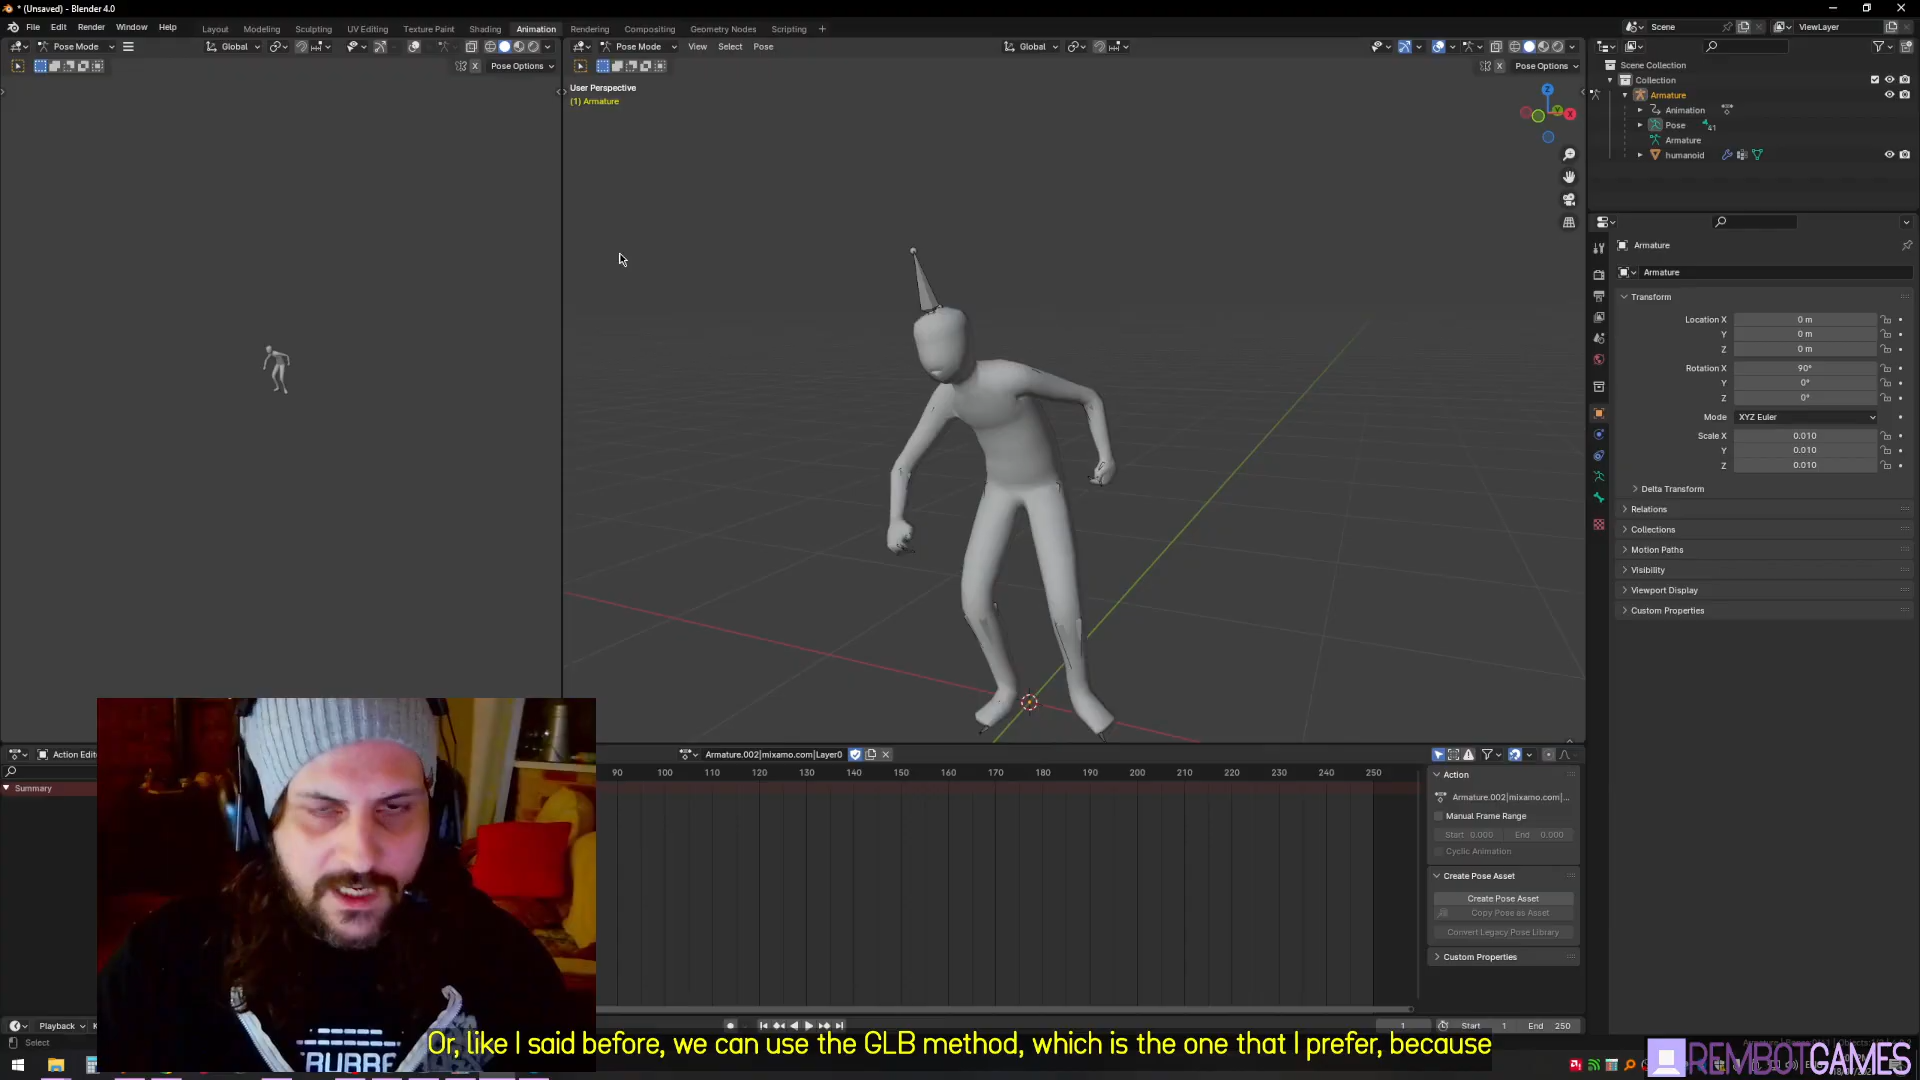 * (Unsaved) - Blender 4.0
File Edit Render Window Help
Layout Modeling Sculpting UV Editing Texture Paint Shading Animation Rendering Compositing Geometry Nodes Scripting +
Scene
ViewLayer
Pose Mode
Global
Pose Mode View Select Pose
Global
Pose Options
Pose Options
User Perspective
(1) Armature
Z
Y
X
Scene Collection
Collection
Armature
Animation
Pose
41
Armature
humanoid
Armature
Armature
Transform
Location X 0 m
Y 0 m
Z 0 m
Rotation X 90°
Y 0°
Z 0°
Mode XYZ Euler
Scale X 0.010
Y 0.010
Z 0.010
Delta Transform
Relations
Collections
Motion Paths
Visibility
Viewport Display
Custom Properties
Action Edit
Armature.002|mixamo.com|Layer0
90 100 110 120 130 140 150 160 170 180 190 200 210 220 230 240 250
Summary
Action
Armature.002|mixamo.com|...
Manual Frame Range
Start 0.000 End 0.000
Cyclic Animation
Create Pose Asset
Create Pose Asset
Copy Pose as Asset
Convert Legacy Pose Library
Custom Properties
Playback
1 Start 1 End 250
Select
Or, like I said before, we can use the GLB method, which is the one that I prefer, because
REMBOTGAMES